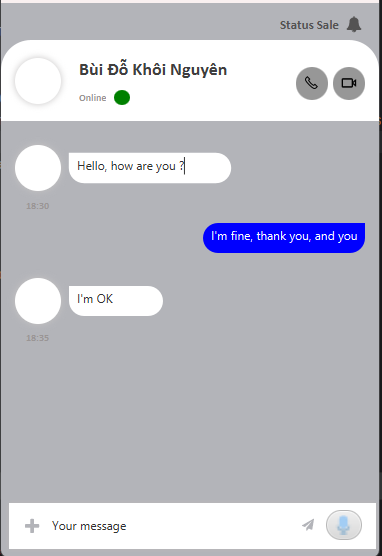 Status Sale
Bùi Đỗ Khôi Nguyên
Online
Hello, how are you ?
18:30
I'm fine, thank you, and you
I'm OK
18:35
Your message